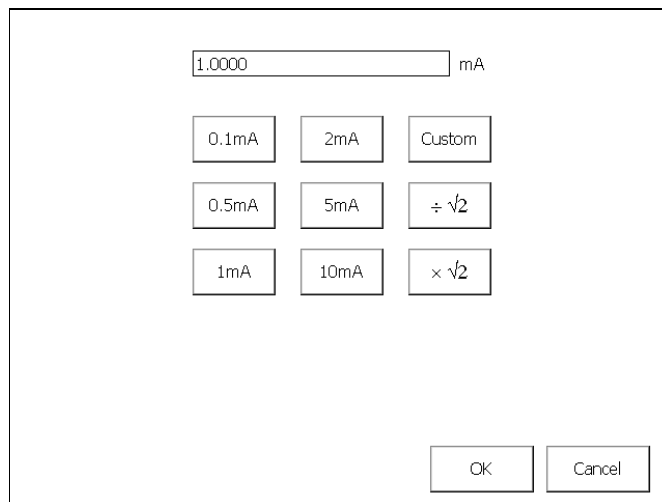 1.0000 mA
0.1mA 2mA Custom
0.5mA 5mA ÷ √2
1mA 10mA × √2
OK Cancel